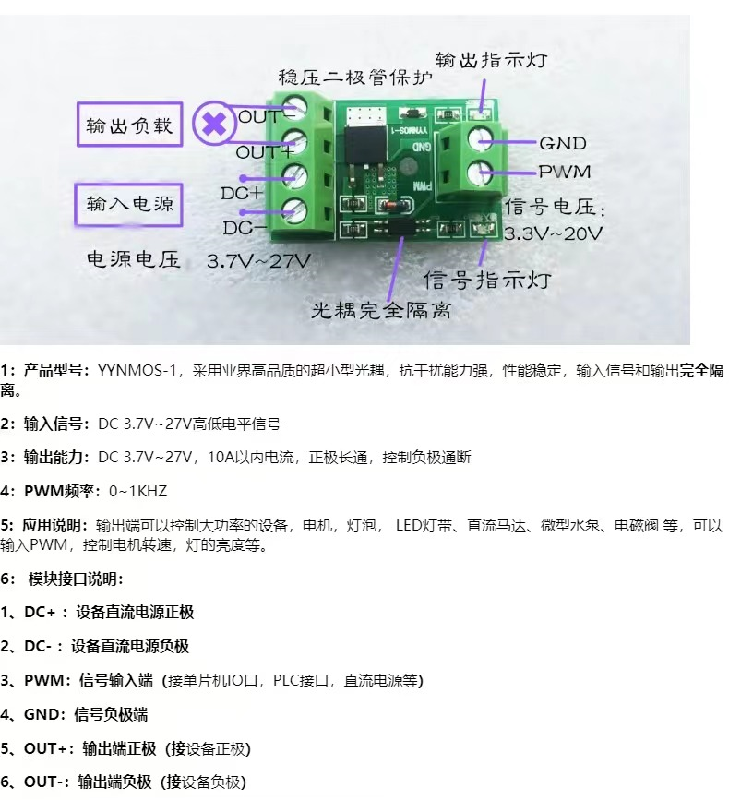 输出指示灯
稳压二极管保护
输出负载
OUT-
OUT+
YYNMOS-1
GND
PWM
GND
PWM
DC+
输入电源
DC-
信号电压:
3.3V~20V
电源电压 3.7V~27V
信号指示灯
光耦完全隔离
1：产品型号：YYNMOS-1，采用业界高品质的超小型光耦，抗干扰能力强，性能稳定，输入信号和输出完全隔
离。
2：输入信号：DC 3.7V~27V高低电平信号
3：输出能力：DC 3.7V~27V，10A以内电流，正极长通，控制负极通断
4：PWM频率：0~1KHZ
5：应用说明：输出端可以控制大功率的设备，电机，灯泡， LED灯带、直流马达、微型水泵、电磁阀 等，可以
输入PWM，控制电机转速，灯的亮度等。
6： 模块接口说明：
1、DC+ ：设备直流电源正极
2、DC- ：设备直流电源负极
3、PWM：信号输入端（接单片机IO口，PLC接口，直流电源等）
4、GND：信号负极端
5、OUT+：输出端正极（接设备正极）
6、OUT-：输出端负极（接设备负极）